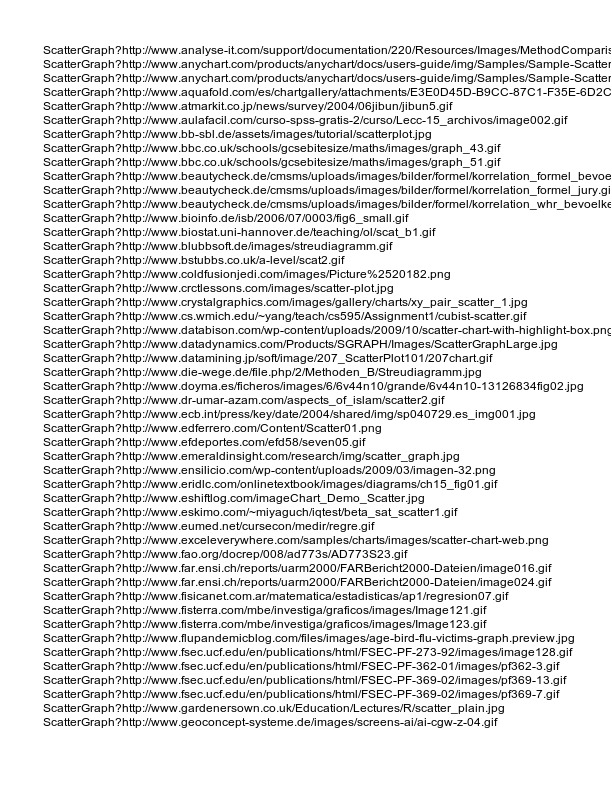 ScatterGraph?http://www.analyse-it.com/support/documentation/220/Resources/Images/MethodComparis
ScatterGraph?http://www.anychart.com/products/anychart/docs/users-guide/img/Samples/Sample-Scatter
ScatterGraph?http://www.anychart.com/products/anychart/docs/users-guide/img/Samples/Sample-Scatter
ScatterGraph?http://www.aquafold.com/es/chartgallery/attachments/E3E0D45D-B9CC-87C1-F35E-6D2C
ScatterGraph?http://www.atmarkit.co.jp/news/survey/2004/06jibun/jibun5.gif
ScatterGraph?http://www.aulafacil.com/curso-spss-gratis-2/curso/Lecc-15_archivos/image002.gif
ScatterGraph?http://www.bb-sbl.de/assets/images/tutorial/scatterplot.jpg
ScatterGraph?http://www.bbc.co.uk/schools/gcsebitesize/maths/images/graph_43.gif
ScatterGraph?http://www.bbc.co.uk/schools/gcsebitesize/maths/images/graph_51.gif
ScatterGraph?http://www.beautycheck.de/cmsms/uploads/images/bilder/formel/korrelation_formel_bevoe
ScatterGraph?http://www.beautycheck.de/cmsms/uploads/images/bilder/formel/korrelation_formel_jury.gi
ScatterGraph?http://www.beautycheck.de/cmsms/uploads/images/bilder/formel/korrelation_whr_bevoelke
ScatterGraph?http://www.bioinfo.de/isb/2006/07/0003/fig6_small.gif
ScatterGraph?http://www.biostat.uni-hannover.de/teaching/ol/scat_b1.gif
ScatterGraph?http://www.blubbsoft.de/images/streudiagramm.gif
ScatterGraph?http://www.bstubbs.co.uk/a-level/scat2.gif
ScatterGraph?http://www.coldfusionjedi.com/images/Picture%2520182.png
ScatterGraph?http://www.crctlessons.com/images/scatter-plot.jpg
ScatterGraph?http://www.crystalgraphics.com/images/gallery/charts/xy_pair_scatter_1.jpg
ScatterGraph?http://www.cs.wmich.edu/~yang/teach/cs595/Assignment1/cubist-scatter.gif
ScatterGraph?http://www.databison.com/wp-content/uploads/2009/10/scatter-chart-with-highlight-box.png
ScatterGraph?http://www.datadynamics.com/Products/SGRAPH/Images/ScatterGraphLarge.jpg
ScatterGraph?http://www.datamining.jp/soft/image/207_ScatterPlot101/207chart.gif
ScatterGraph?http://www.die-wege.de/file.php/2/Methoden_B/Streudiagramm.jpg
ScatterGraph?http://www.doyma.es/ficheros/images/6/6v44n10/grande/6v44n10-13126834fig02.jpg
ScatterGraph?http://www.dr-umar-azam.com/aspects_of_islam/scatter2.gif
ScatterGraph?http://www.ecb.int/press/key/date/2004/shared/img/sp040729.es_img001.jpg
ScatterGraph?http://www.edferrero.com/Content/Scatter01.png
ScatterGraph?http://www.efdeportes.com/efd58/seven05.gif
ScatterGraph?http://www.emeraldinsight.com/research/img/scatter_graph.jpg
ScatterGraph?http://www.ensilicio.com/wp-content/uploads/2009/03/imagen-32.png
ScatterGraph?http://www.eridlc.com/onlinetextbook/images/diagrams/ch15_fig01.gif
ScatterGraph?http://www.eshiftlog.com/imageChart_Demo_Scatter.jpg
ScatterGraph?http://www.eskimo.com/~miyaguch/iqtest/beta_sat_scatter1.gif
ScatterGraph?http://www.eumed.net/cursecon/medir/regre.gif
ScatterGraph?http://www.exceleverywhere.com/samples/charts/images/scatter-chart-web.png
ScatterGraph?http://www.fao.org/docrep/008/ad773s/AD773S23.gif
ScatterGraph?http://www.far.ensi.ch/reports/uarm2000/FARBericht2000-Dateien/image016.gif
ScatterGraph?http://www.far.ensi.ch/reports/uarm2000/FARBericht2000-Dateien/image024.gif
ScatterGraph?http://www.fisicanet.com.ar/matematica/estadisticas/ap1/regresion07.gif
ScatterGraph?http://www.fisterra.com/mbe/investiga/graficos/images/Image121.gif
ScatterGraph?http://www.fisterra.com/mbe/investiga/graficos/images/Image123.gif
ScatterGraph?http://www.flupandemicblog.com/files/images/age-bird-flu-victims-graph.preview.jpg
ScatterGraph?http://www.fsec.ucf.edu/en/publications/html/FSEC-PF-273-92/images/image128.gif
ScatterGraph?http://www.fsec.ucf.edu/en/publications/html/FSEC-PF-362-01/images/pf362-3.gif
ScatterGraph?http://www.fsec.ucf.edu/en/publications/html/FSEC-PF-369-02/images/pf369-13.gif
ScatterGraph?http://www.fsec.ucf.edu/en/publications/html/FSEC-PF-369-02/images/pf369-7.gif
ScatterGraph?http://www.gardenersown.co.uk/Education/Lectures/R/scatter_plain.jpg
ScatterGraph?http://www.geoconcept-systeme.de/images/screens-ai/ai-cgw-z-04.gif